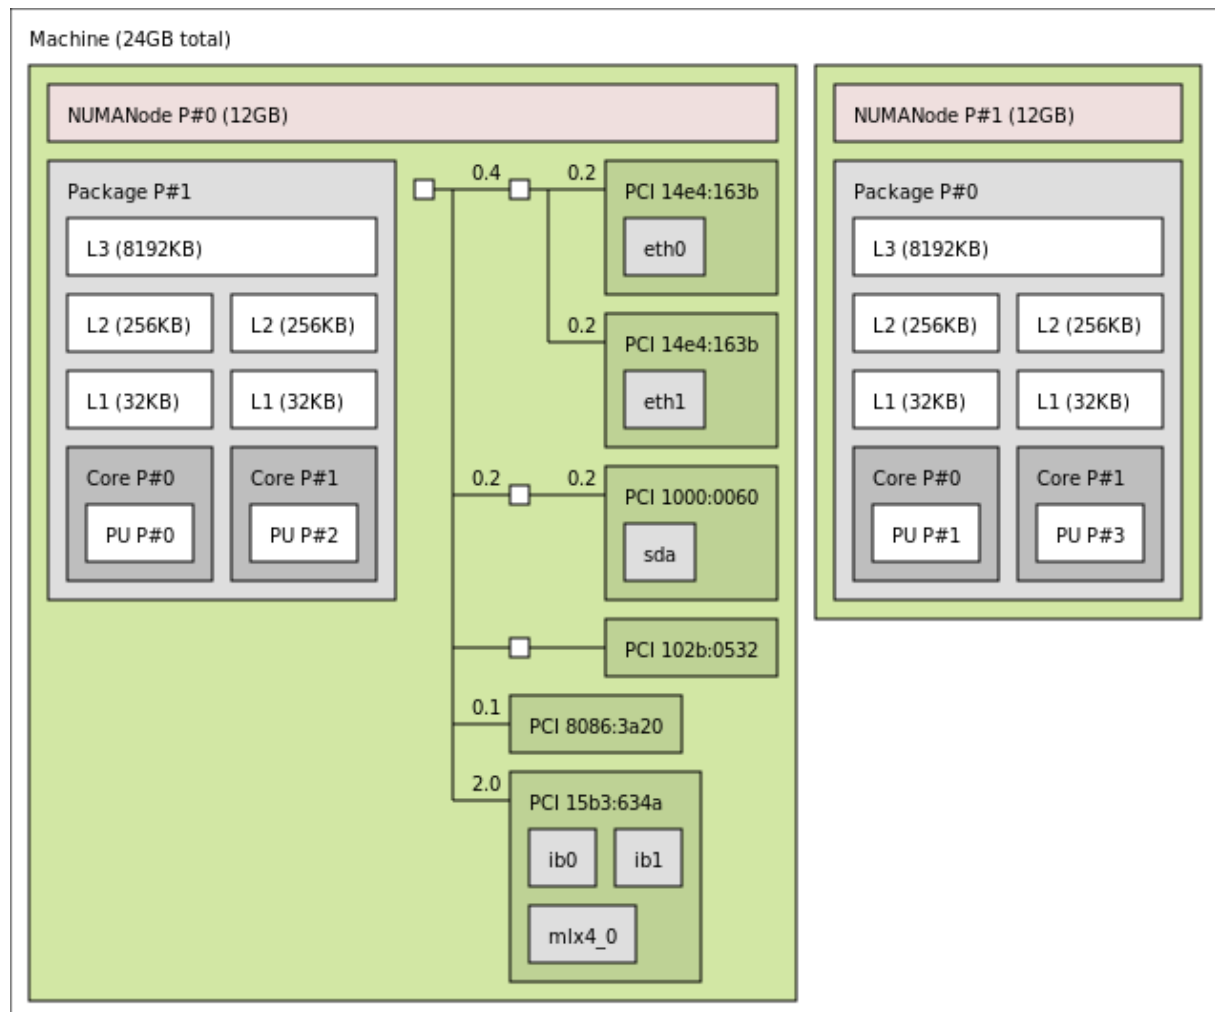 Machine (24GB total)
NUMANode P#0 (12GB)
Package P#1
L3 (8192KB)
L2 (256KB) L2 (256KB)
L1 (32KB) L1 (32KB)
Core P#0 Core P#1
PU P#0 PU P#2
0.4 0.2 PCI 14e4:163b
eth0
0.2 PCI 14e4:163b
eth1
0.2 0.2 PCI 1000:0060
sda
PCI 102b:0532
0.1 PCI 8086:3a20
2.0 PCI 15b3:634a
ib0 ib1
mlx4_0
NUMANode P#1 (12GB)
Package P#0
L3 (8192KB)
L2 (256KB) L2 (256KB)
L1 (32KB) L1 (32KB)
Core P#0 Core P#1
PU P#1 PU P#3